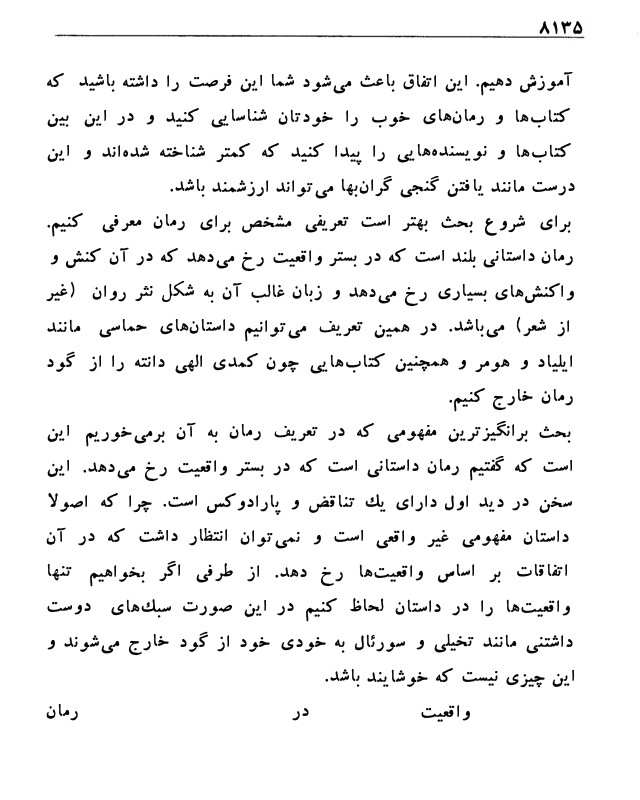 ۸۱۳۵
آموزش دهیم. این اتفاق باعث می‌شود شما این فرصت را داشته باشید که
کتاب‌ها و رمان‌های خوب را خودتان شناسایی کنید و در این بین
کتاب‌ها و نویسنده‌هایی را پیدا کنید که کمتر شناخته شده‌اند و این
درست مانند یافتن گنجی گران‌بها می‌تواند ارزشمند باشد.
برای شروع بحث بهتر است تعریفی مشخص برای رمان معرفی کنیم.
رمان داستانی بلند است که در بستر واقعیت رخ می‌دهد که در آن کنش و
واکنش‌های بسیاری رخ می‌دهد و زبان غالب آن به شکل نثر روان (غیر
از شعر) می‌باشد. در همین تعریف می‌توانیم داستان‌های حماسی مانند
ایلیاد و هومر و همچنین کتاب‌هایی چون کمدی الهی دانته را از گود
رمان خارج کنیم.
بحث برانگیزترین مفهومی که در تعریف رمان به آن برمی‌خوریم این
است که گفتیم رمان داستانی است که در بستر واقعیت رخ می‌دهد. این
سخن در دید اول دارای یك تناقض و پارادوکس است. چرا که اصولا
داستان مفهومی غیر واقعی است و نمی‌توان انتظار داشت که در آن
اتفاقات بر اساس واقعیت‌ها رخ دهد. از طرفی اگر بخواهیم تنها
واقعیت‌ها را در داستان لحاظ کنیم در این صورت سبك‌های دوست
داشتنی مانند تخیلی و سورئال به خودی خود از گود خارج می‌شوند و
این چیزی نیست که خوشایند باشد.
واقعیت در رمان